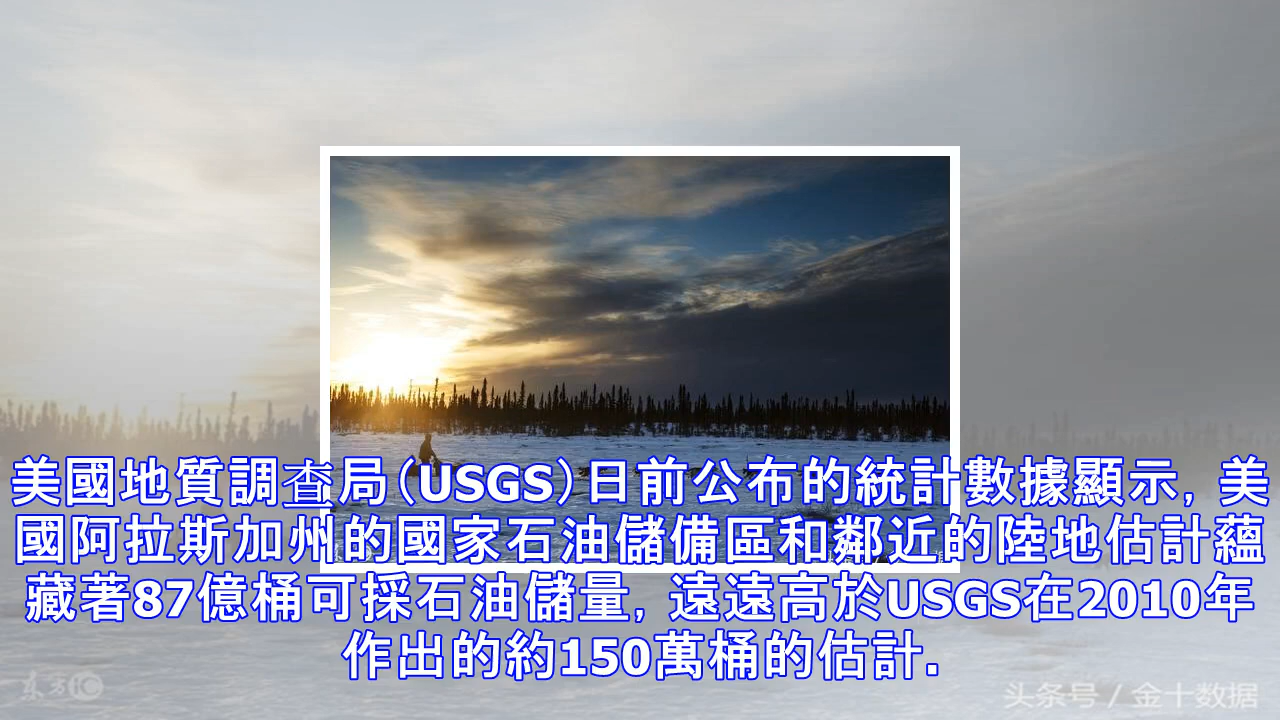 美國地質調查局(USGS)日前公布的統計數據顯示, 美
國阿拉斯加州的國家石油儲備區和鄰近的陸地估計蘊
藏著87億桶可採石油儲量, 遠遠高於USGS在2010年
作出的約150萬桶的估計.
东方IC
头条号 / 金十数据